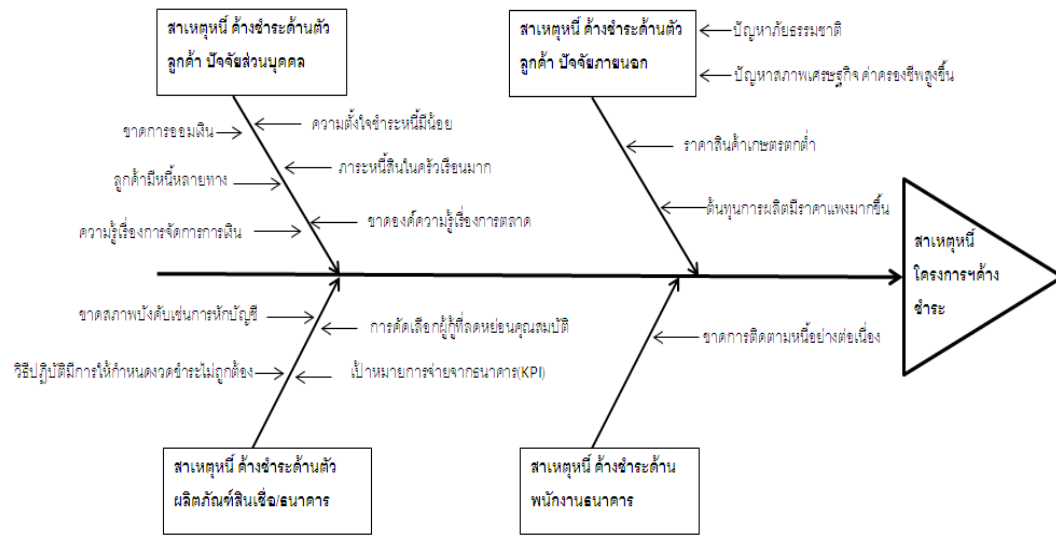 สาเหตุหนี้ ค้างชำระด้านตัว
ลูกค้า ปัจจัยส่วนบุคคล
สาเหตุหนี้ ค้างชำระด้านตัว
ลูกค้า ปัจจัยภายนอก
ปัญหาภัยธรรมชาติ
ปัญหาสภาพเศรษฐกิจ ค่าครองชีพสูงขึ้น
ขาดการออมเงิน
ความตั้งใจชำระหนี้มีน้อย
ลูกค้ามีหนี้หลายทาง
ภาระหนี้สินในครัวเรือนมาก
ความรู้เรื่องการจัดการการเงิน
ขาดองค์ความรู้เรื่องการตลาด
ราคาสินค้าเกษตรตกต่ำ
ต้นทุนการผลิตมีราคาแพงมากขึ้น
สาเหตุหนี้
โครงการฯค้าง
ชำระ
ขาดสภาพบังคับเช่นการหักบัญชี
การคัดเลือกผู้กู้ที่ลดหย่อนคุณสมบัติ
วิธีปฏิบัติมีการให้กำหนดงวดชำระไม่ถูกต้อง
เป้าหมายการจ่ายจากธนาคาร(KPI)
ขาดการติดตามหนี้อย่างต่อเนื่อง
สาเหตุหนี้ ค้างชำระด้านตัว
ผลิตภัณฑ์สินเชื่อ/ธนาคาร
สาเหตุหนี้ ค้างชำระด้าน
พนักงานธนาคาร